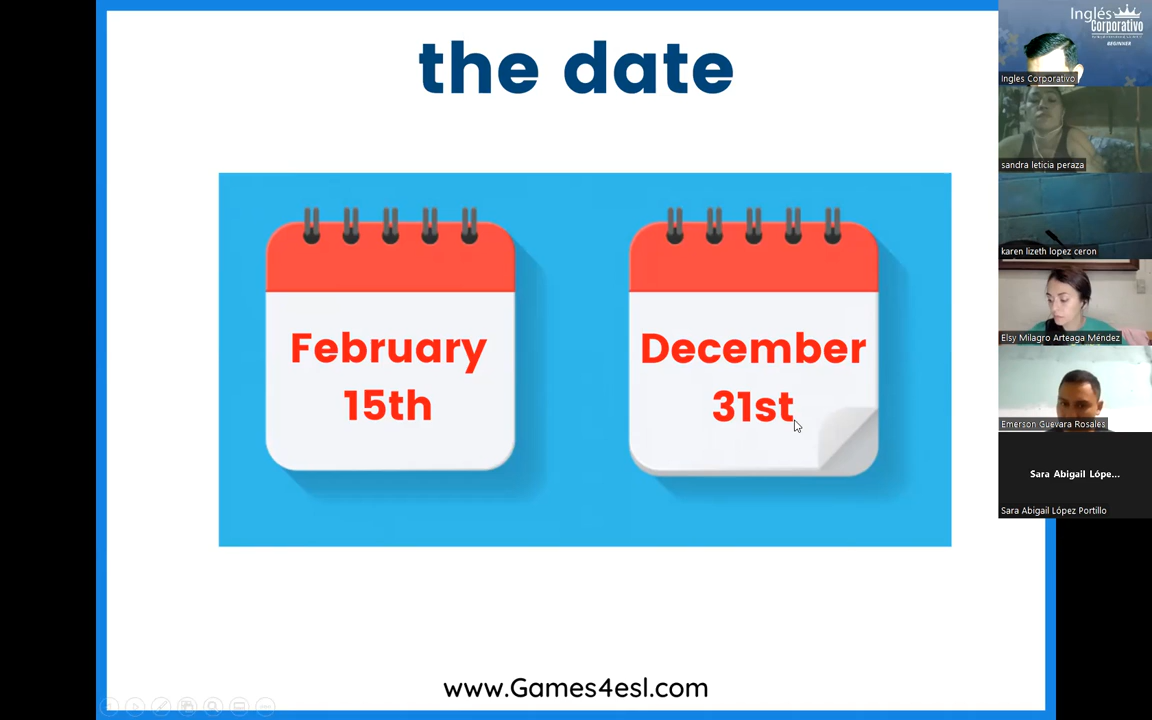 the date
February
15th
December
31st
www.Games4esl.com
Inglés
Corporativo
BEGINNER
Ingles Corporativo
sandra leticia peraza
karen lizeth lopez ceron
Elsy Milagro Arteaga Méndez
Emerson Guevara Rosales
Sara Abigail Lópe...
Sara Abigail López Portillo